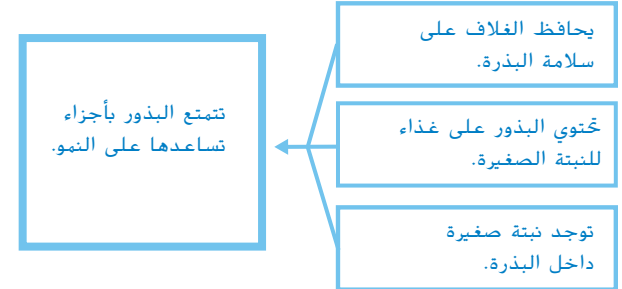 يحافظ الغلاف على
سلامة البذرة.
تحتوي البذور على غذاء
للنبتة الصغيرة.
توجد نبتة صغيرة
داخل البذرة.
تتمتع البذور بأجزاء
تساعدها على النمو.